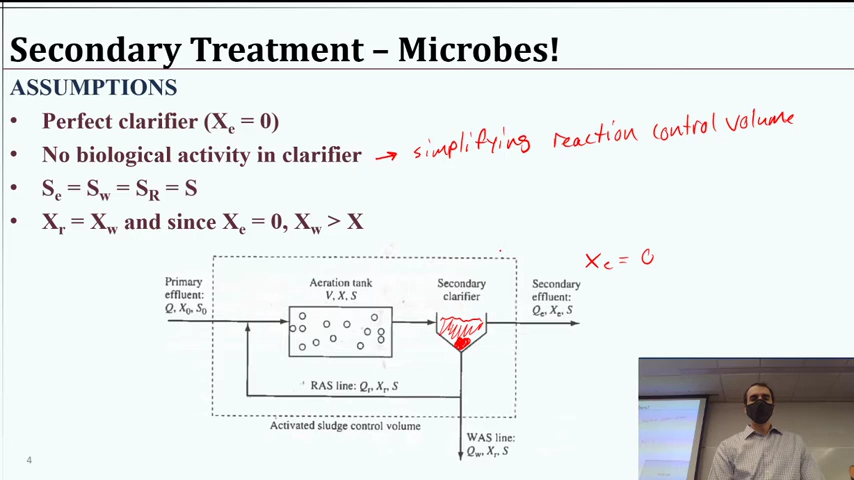 Secondary Treatment – Microbes!
ASSUMPTIONS
• Perfect clarifier (Xe = 0)
• No biological activity in clarifier → simplifying reaction control volume
• Se = Sw = SR = S
• Xr = Xw and since Xe = 0, Xw > X
Xe = 0
Primary
effluent:
Q, X0, S0
Aeration tank
V, X, S
Secondary
clarifier
Secondary
effluent:
Qe, Xe, S
RAS line: Qr, Xr, S
Activated sludge control volume
WAS line:
Qw, Xr, S
4